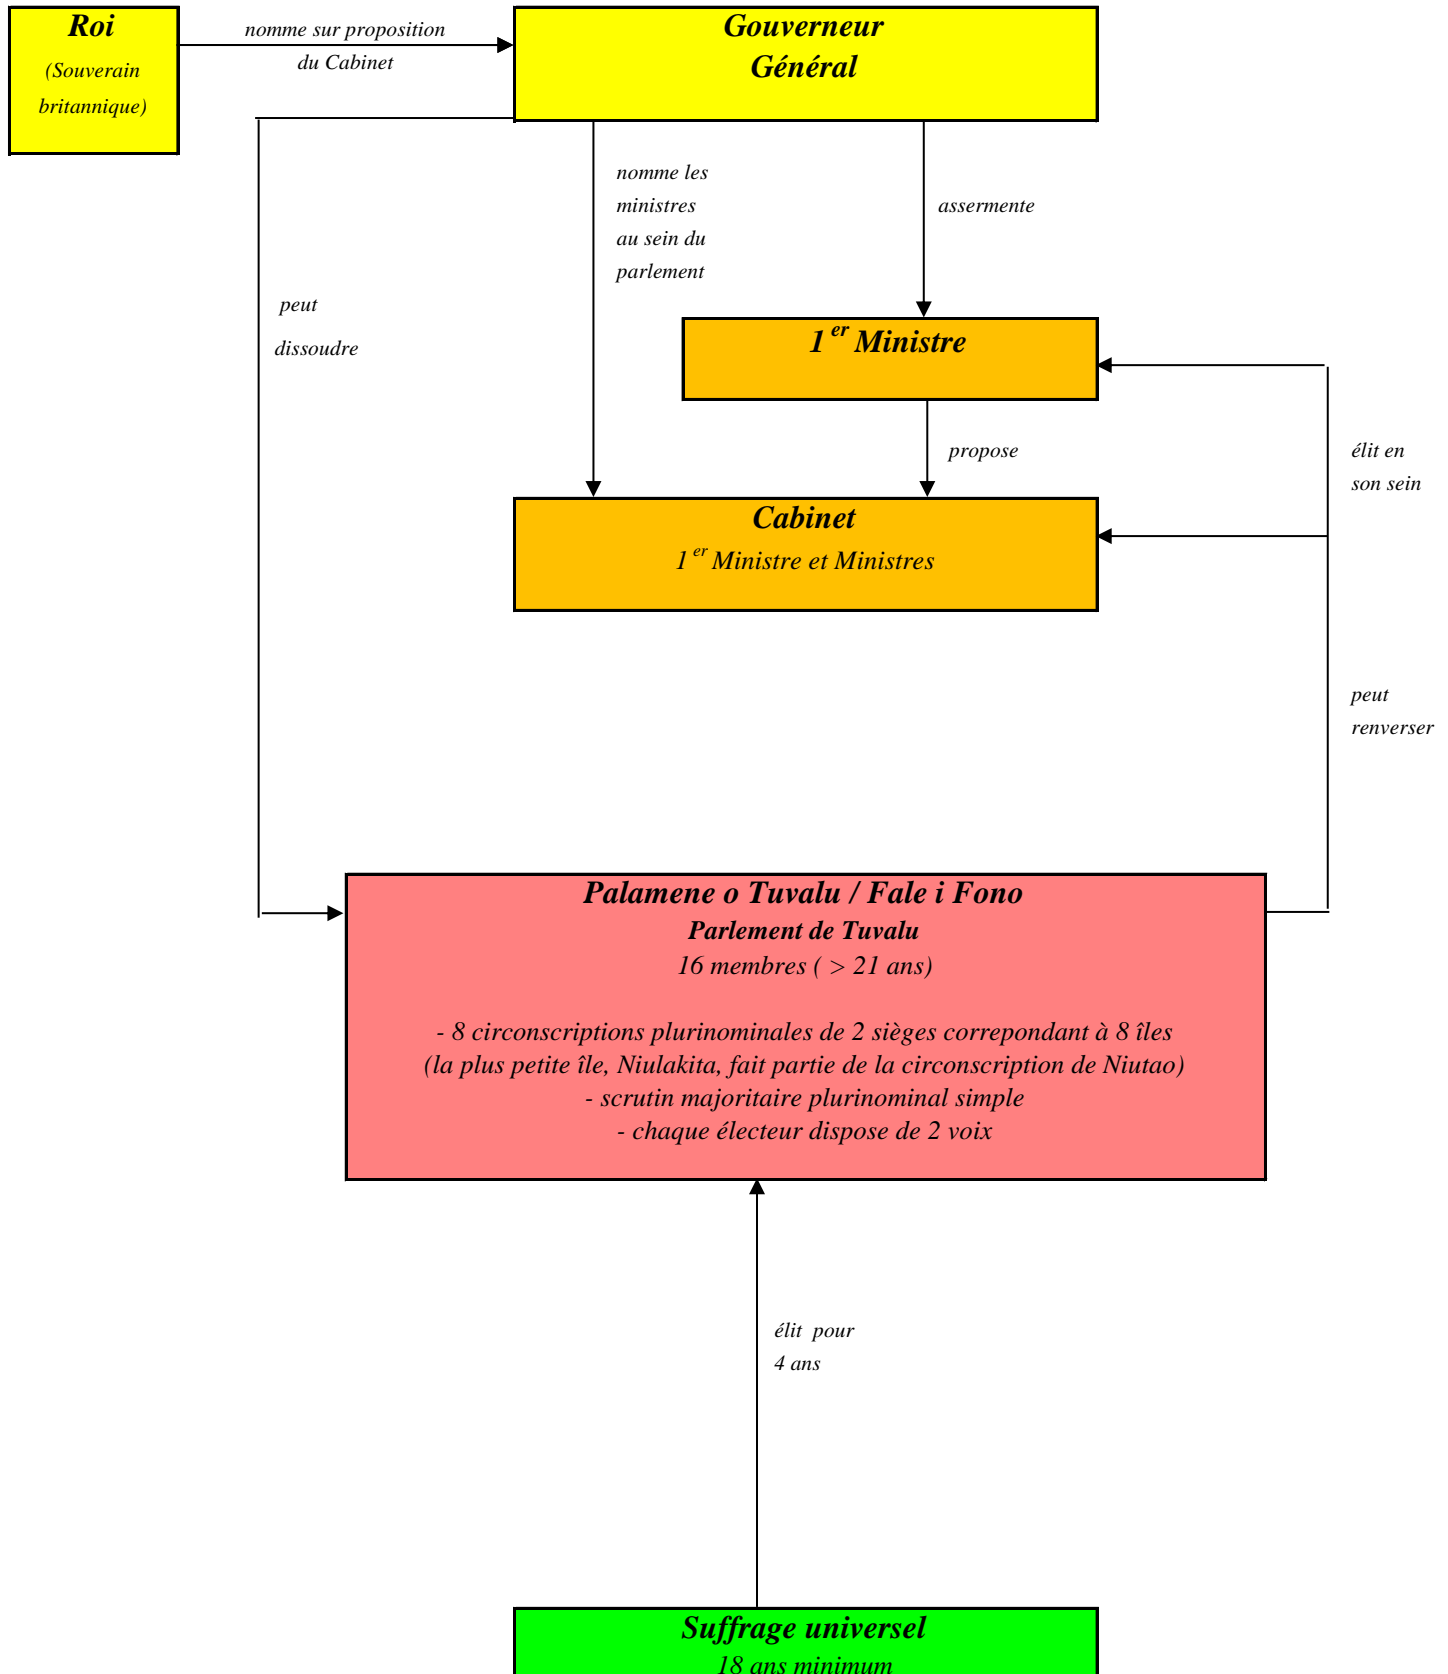 Roi
(Souverain
britannique)
nomme sur proposition
du Cabinet
Gouverneur
Général
nomme les
ministres
au sein du
parlement
assermente
peut
dissoudre
1er Ministre
propose
élit en
son sein
Cabinet
1er Ministre et Ministres
peut
renverser
Palamene o Tuvalu / Fale i Fono
Parlement de Tuvalu
16 membres ( > 21 ans)
- 8 circonscriptions plurinominales de 2 sièges correpondant à 8 îles
(la plus petite île, Niulakita, fait partie de la circonscription de Niutao)
- scrutin majoritaire plurinominal simple
- chaque électeur dispose de 2 voix
élit pour
4 ans
Suffrage universel
18 ans minimum